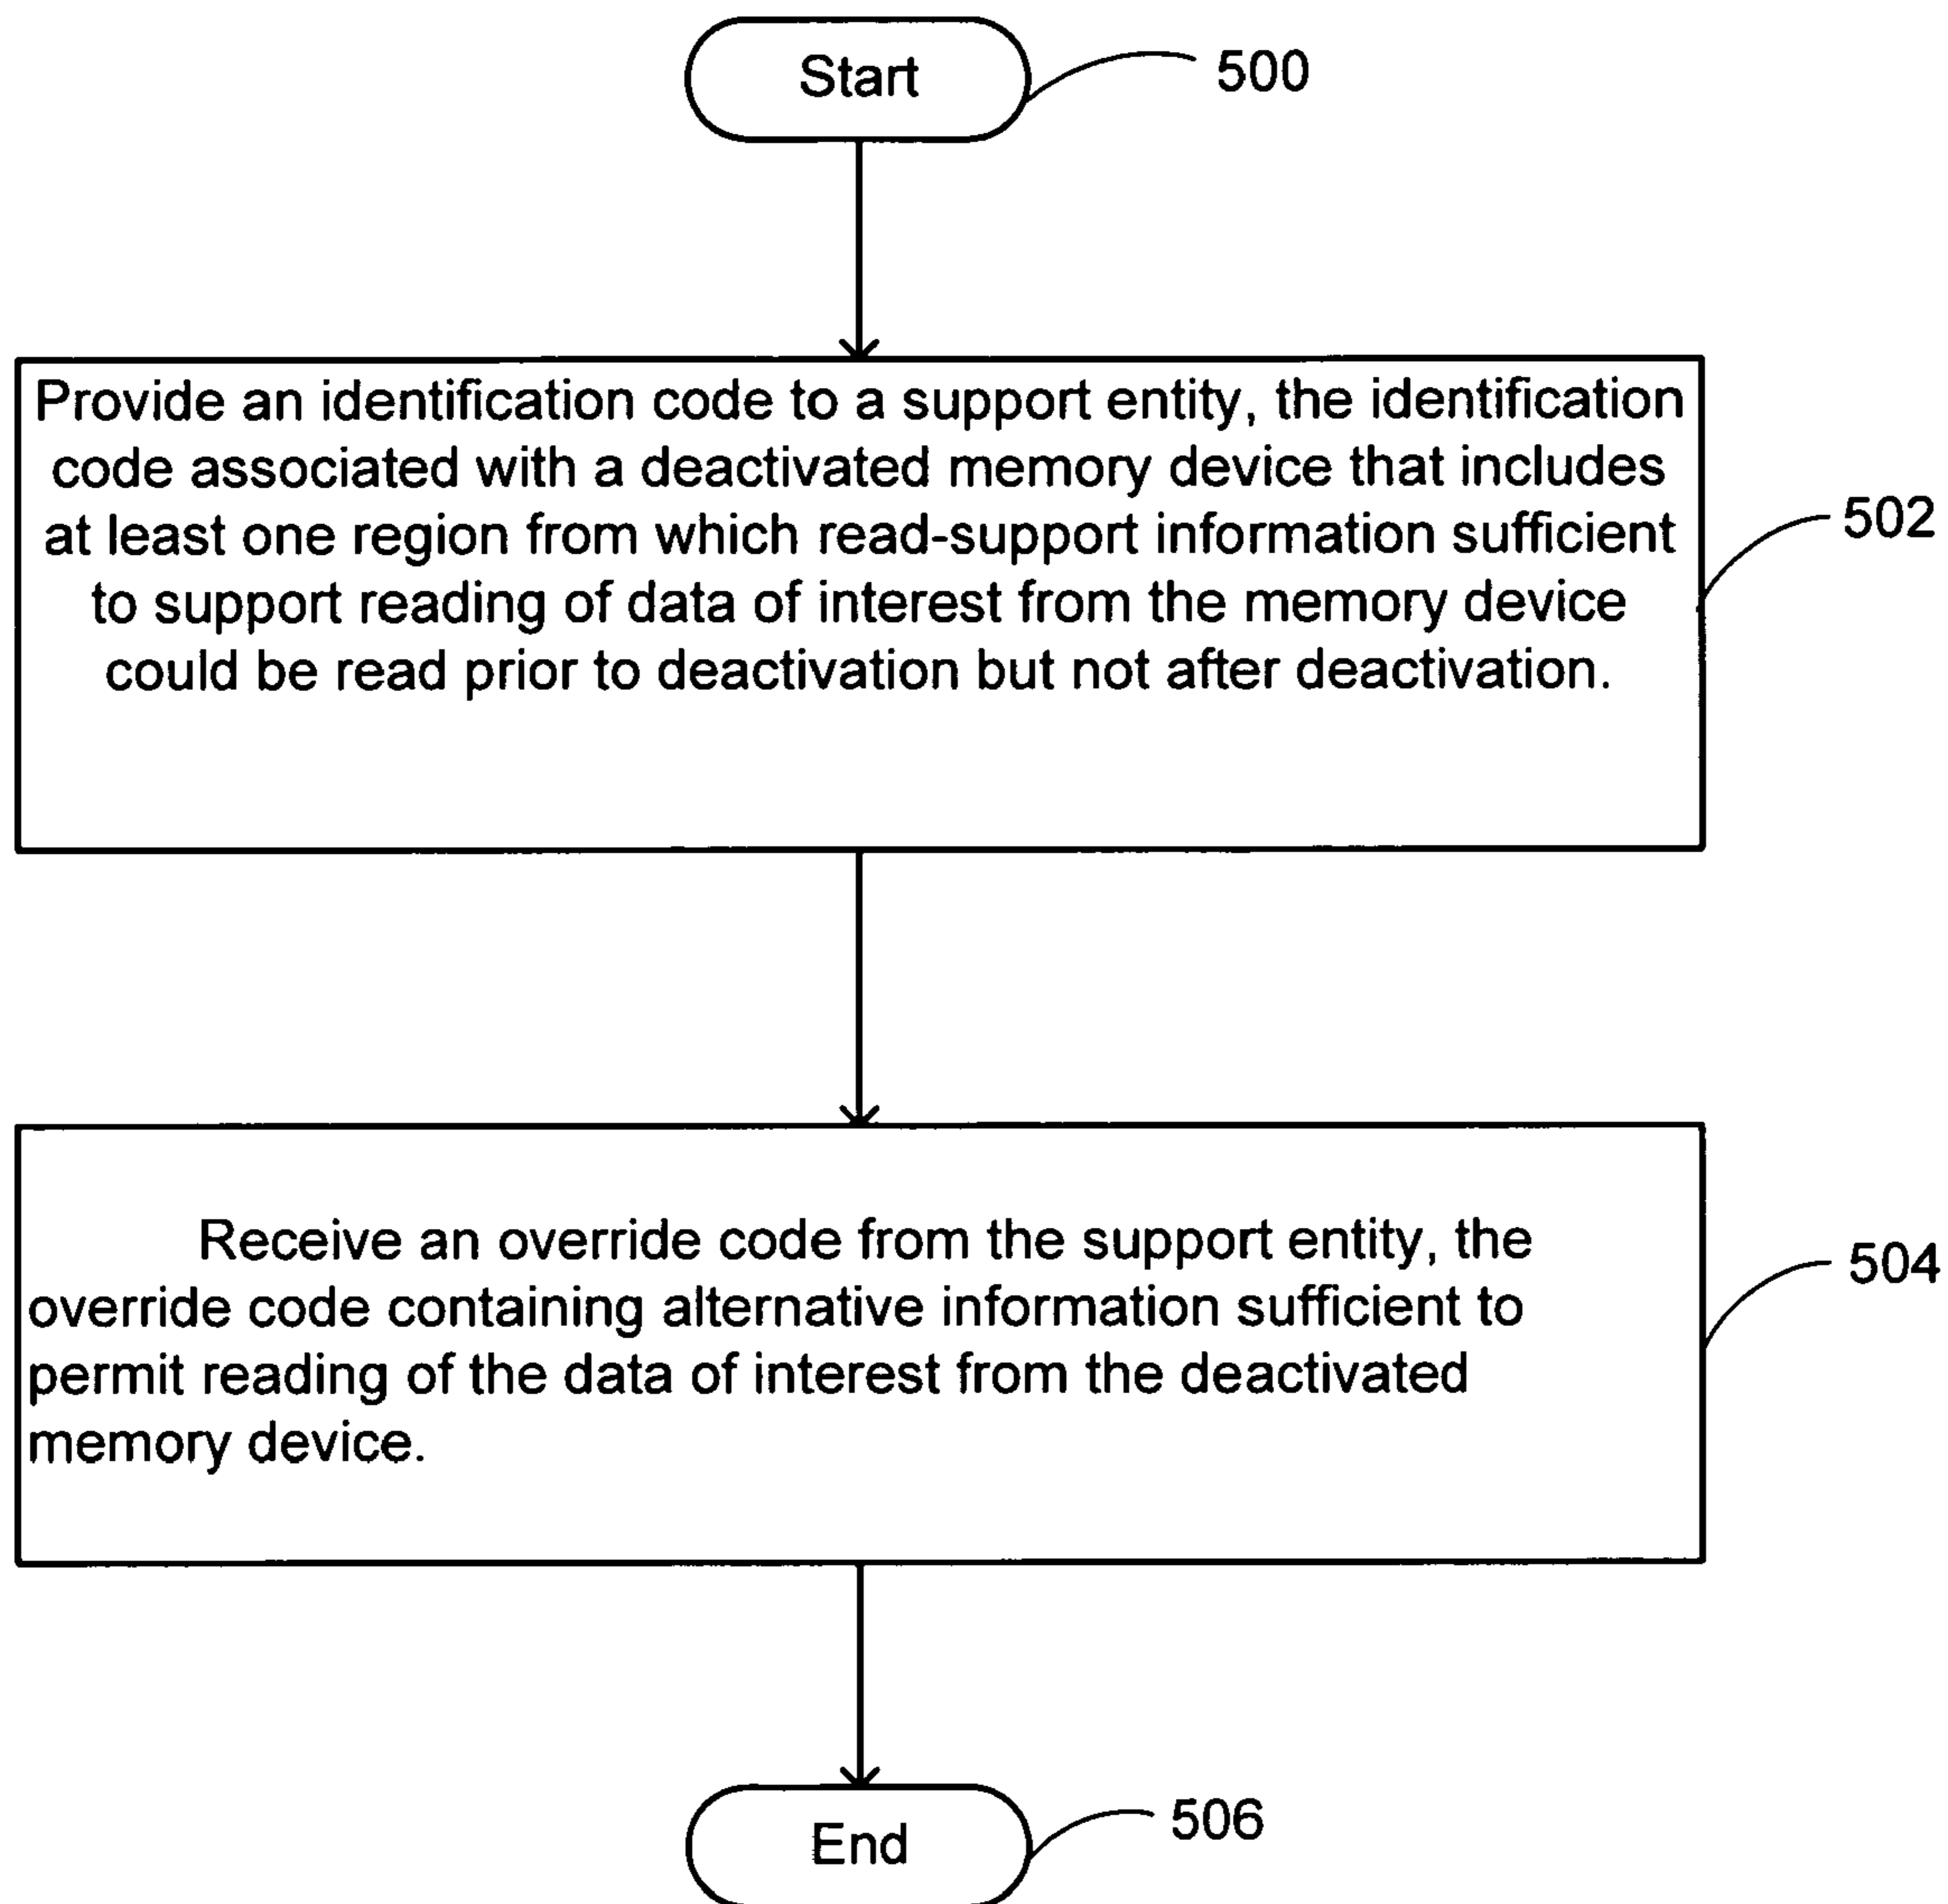 Start
500
Provide an identification code to a support entity, the identification
code associated with a deactivated memory device that includes
at least one region from which read-support information sufficient
to support reading of data of interest from the memory device
could be read prior to deactivation but not after deactivation.
502
Receive an override code from the support entity, the
override code containing alternative information sufficient to
permit reading of the data of interest from the deactivated
memory device.
504
End
506